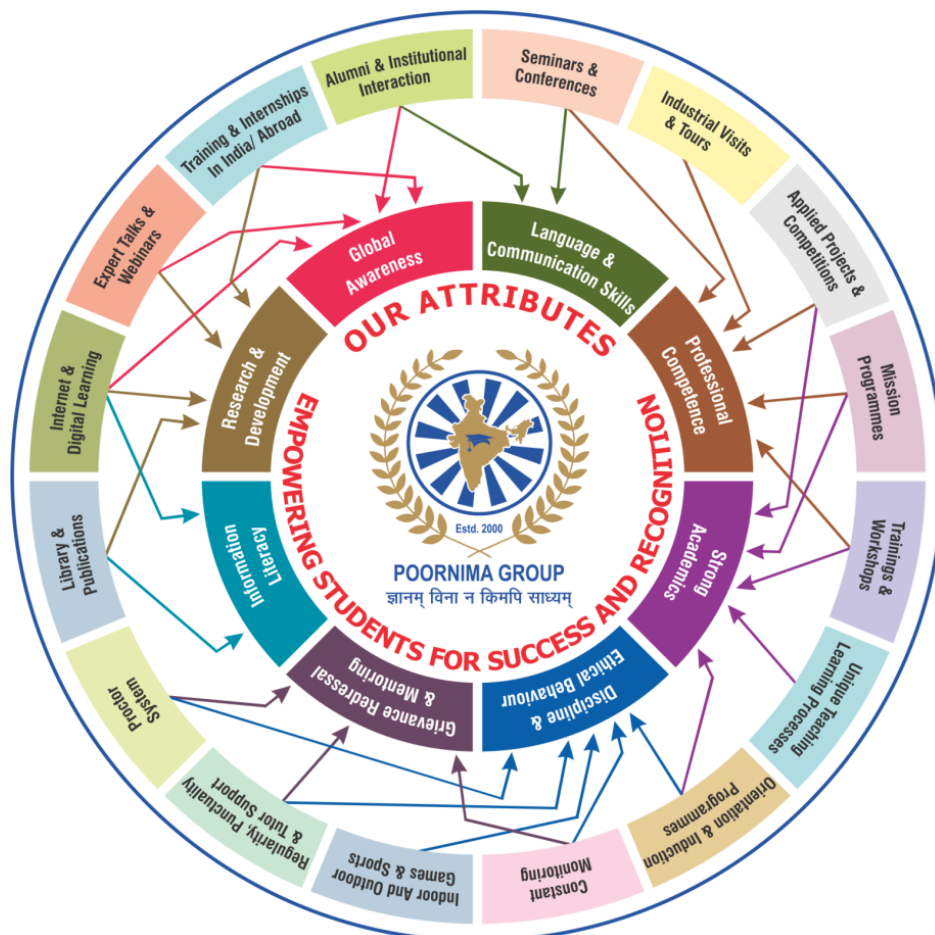 Alumni & Institutional
Interaction
Seminars &
Conferences
Industrial Visits
& Tours
Applied Projects &
Competitions
Mission
Programmes
Trainings &
Workshops
Unique Teaching
Learning Processes
Orientation & Induction
Programmes
Constant
Monitoring
Indoor And Outdoor
Games & Sports
Regularity, Punctuality
& Tutor Support
Proctor
System
Library &
Publications
Internet &
Digital Learning
Expert Talks &
Webinars
Training & Internships
In India/ Abroad
Global
Awareness
Language &
Communication Skills
Professional
Competence
Strong
Academics
Discipline &
Ethical Behaviour
Grievance Redressal
& Mentoring
Information
Literacy
Research &
Development
OUR ATTRIBUTES
EMPOWERING STUDENTS FOR SUCCESS AND RECOGNITION
Estd. 2000
POORNIMA GROUP
ज्ञानम् विना न किमपि साध्यम्